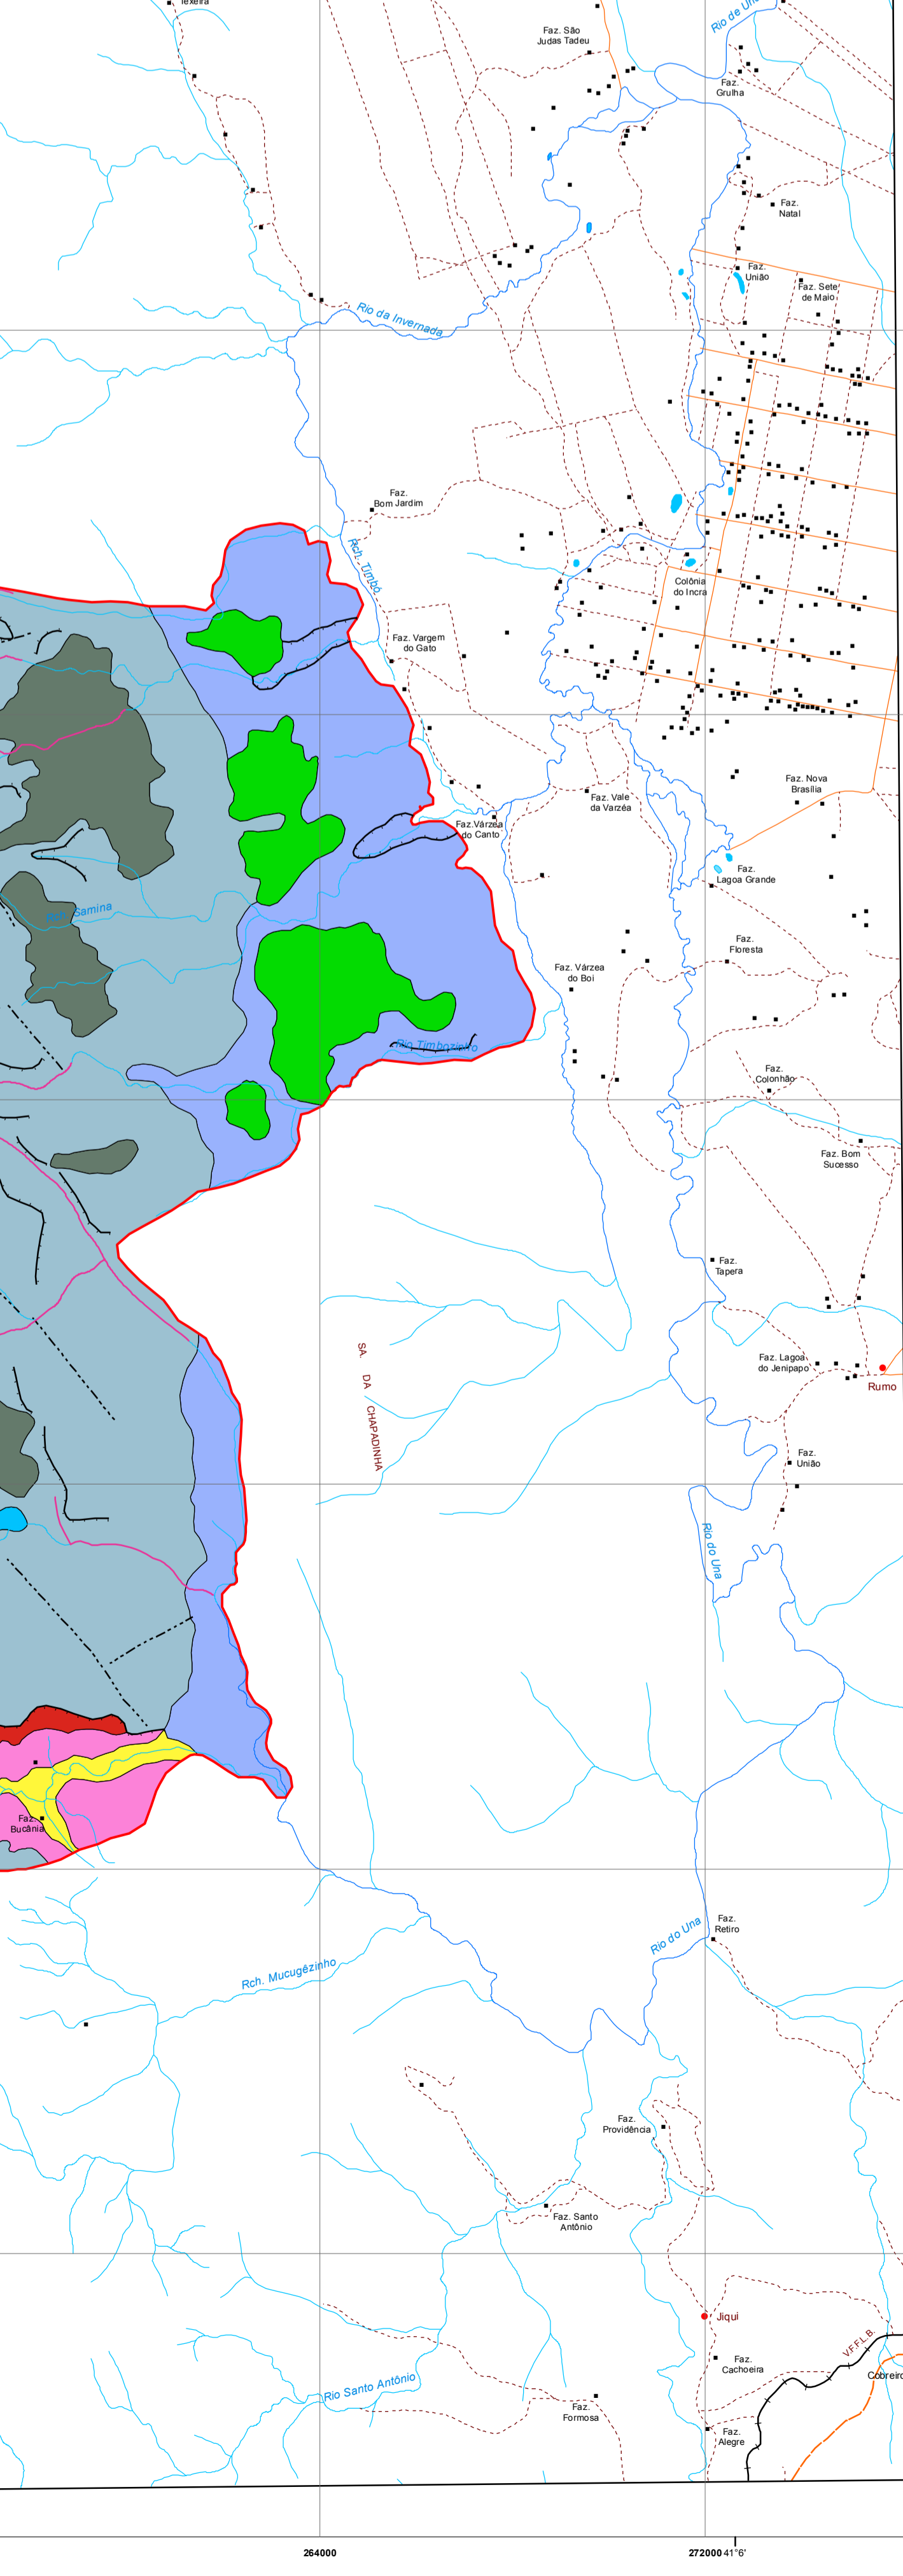 Texeira
Rio de Una
Faz. São
Judas Tadeu
Faz.
Grulha
Faz.
Natal
Faz.
União
Faz. Sete
de Maio
Rio da Invernada
Faz.
Bom Jardim
Rch. Timbó
Colônia
do Incra
Faz. Vargem
do Gato
Faz. Nova
Brasília
Faz. Vale
da Varzéa
Faz.Várzea
do Canto
Faz.
Lagoa Grande
Rch. Samina
Faz.
Floresta
Faz. Várzea
do Boi
Rio Timbozinho
Faz.
Colonhão
Faz. Bom
Sucesso
Faz.
Tapera
SA. DA CHAPADINHA
Faz. Lagoa
do Jenipapo
Rumo
Faz.
União
Rio do Una
Faz.
Bucânia
Faz.
Retiro
Rio do Una
Rch. Mucugêzinho
Faz.
Providência
Faz. Santo
Antônio
Jiqui
V.F.F.L.B.
Faz.
Cachoeira
Cobreiro
Rio Santo Antônio
Faz.
Formosa
Faz.
Alegre
264000
272000
41°6'